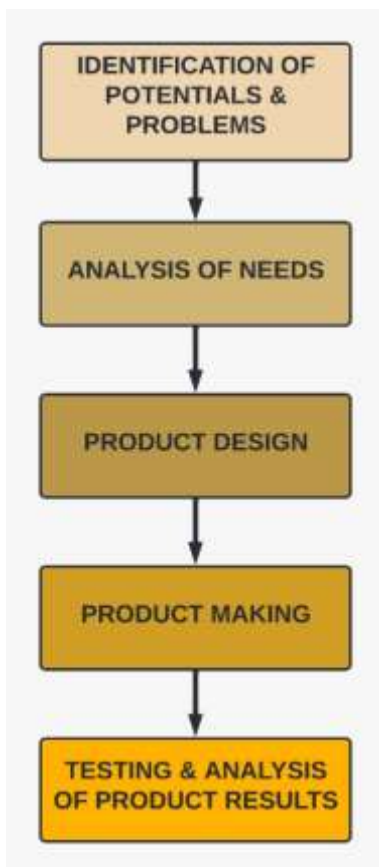 IDENTIFICATION OF
POTENTIALS &
PROBLEMS
ANALYSIS OF NEEDS
PRODUCT DESIGN
PRODUCT MAKING
TESTING & ANALYSIS
OF PRODUCT RESULTS